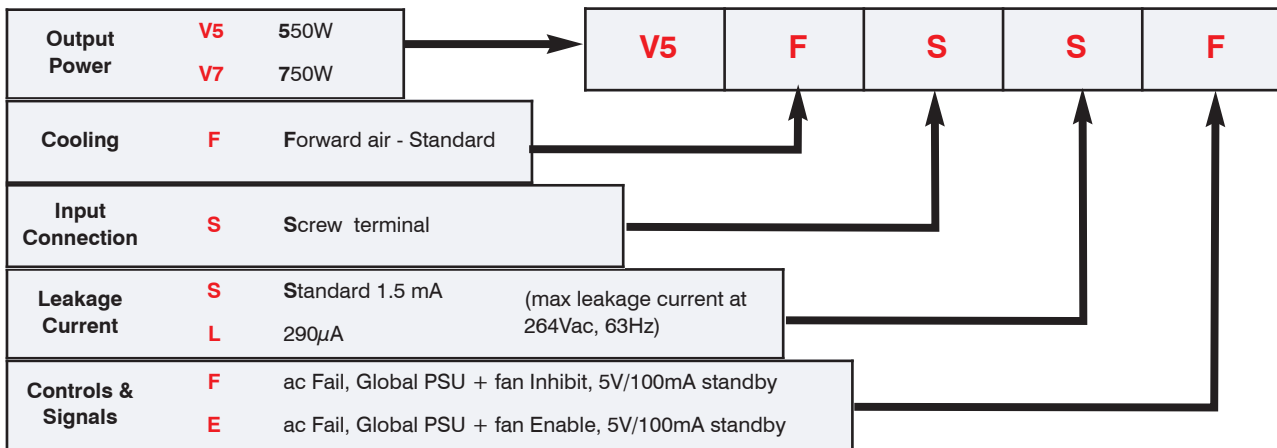 Output Power V5 550W
V7 750W
V5 F S S F
Cooling F Forward air - Standard
Input Connection S Screw terminal
Leakage Current S Standard 1.5 mA (max leakage current at 264Vac, 63Hz)
L 290µA
Controls & Signals F ac Fail, Global PSU + fan Inhibit, 5V/100mA standby
E ac Fail, Global PSU + fan Enable, 5V/100mA standby